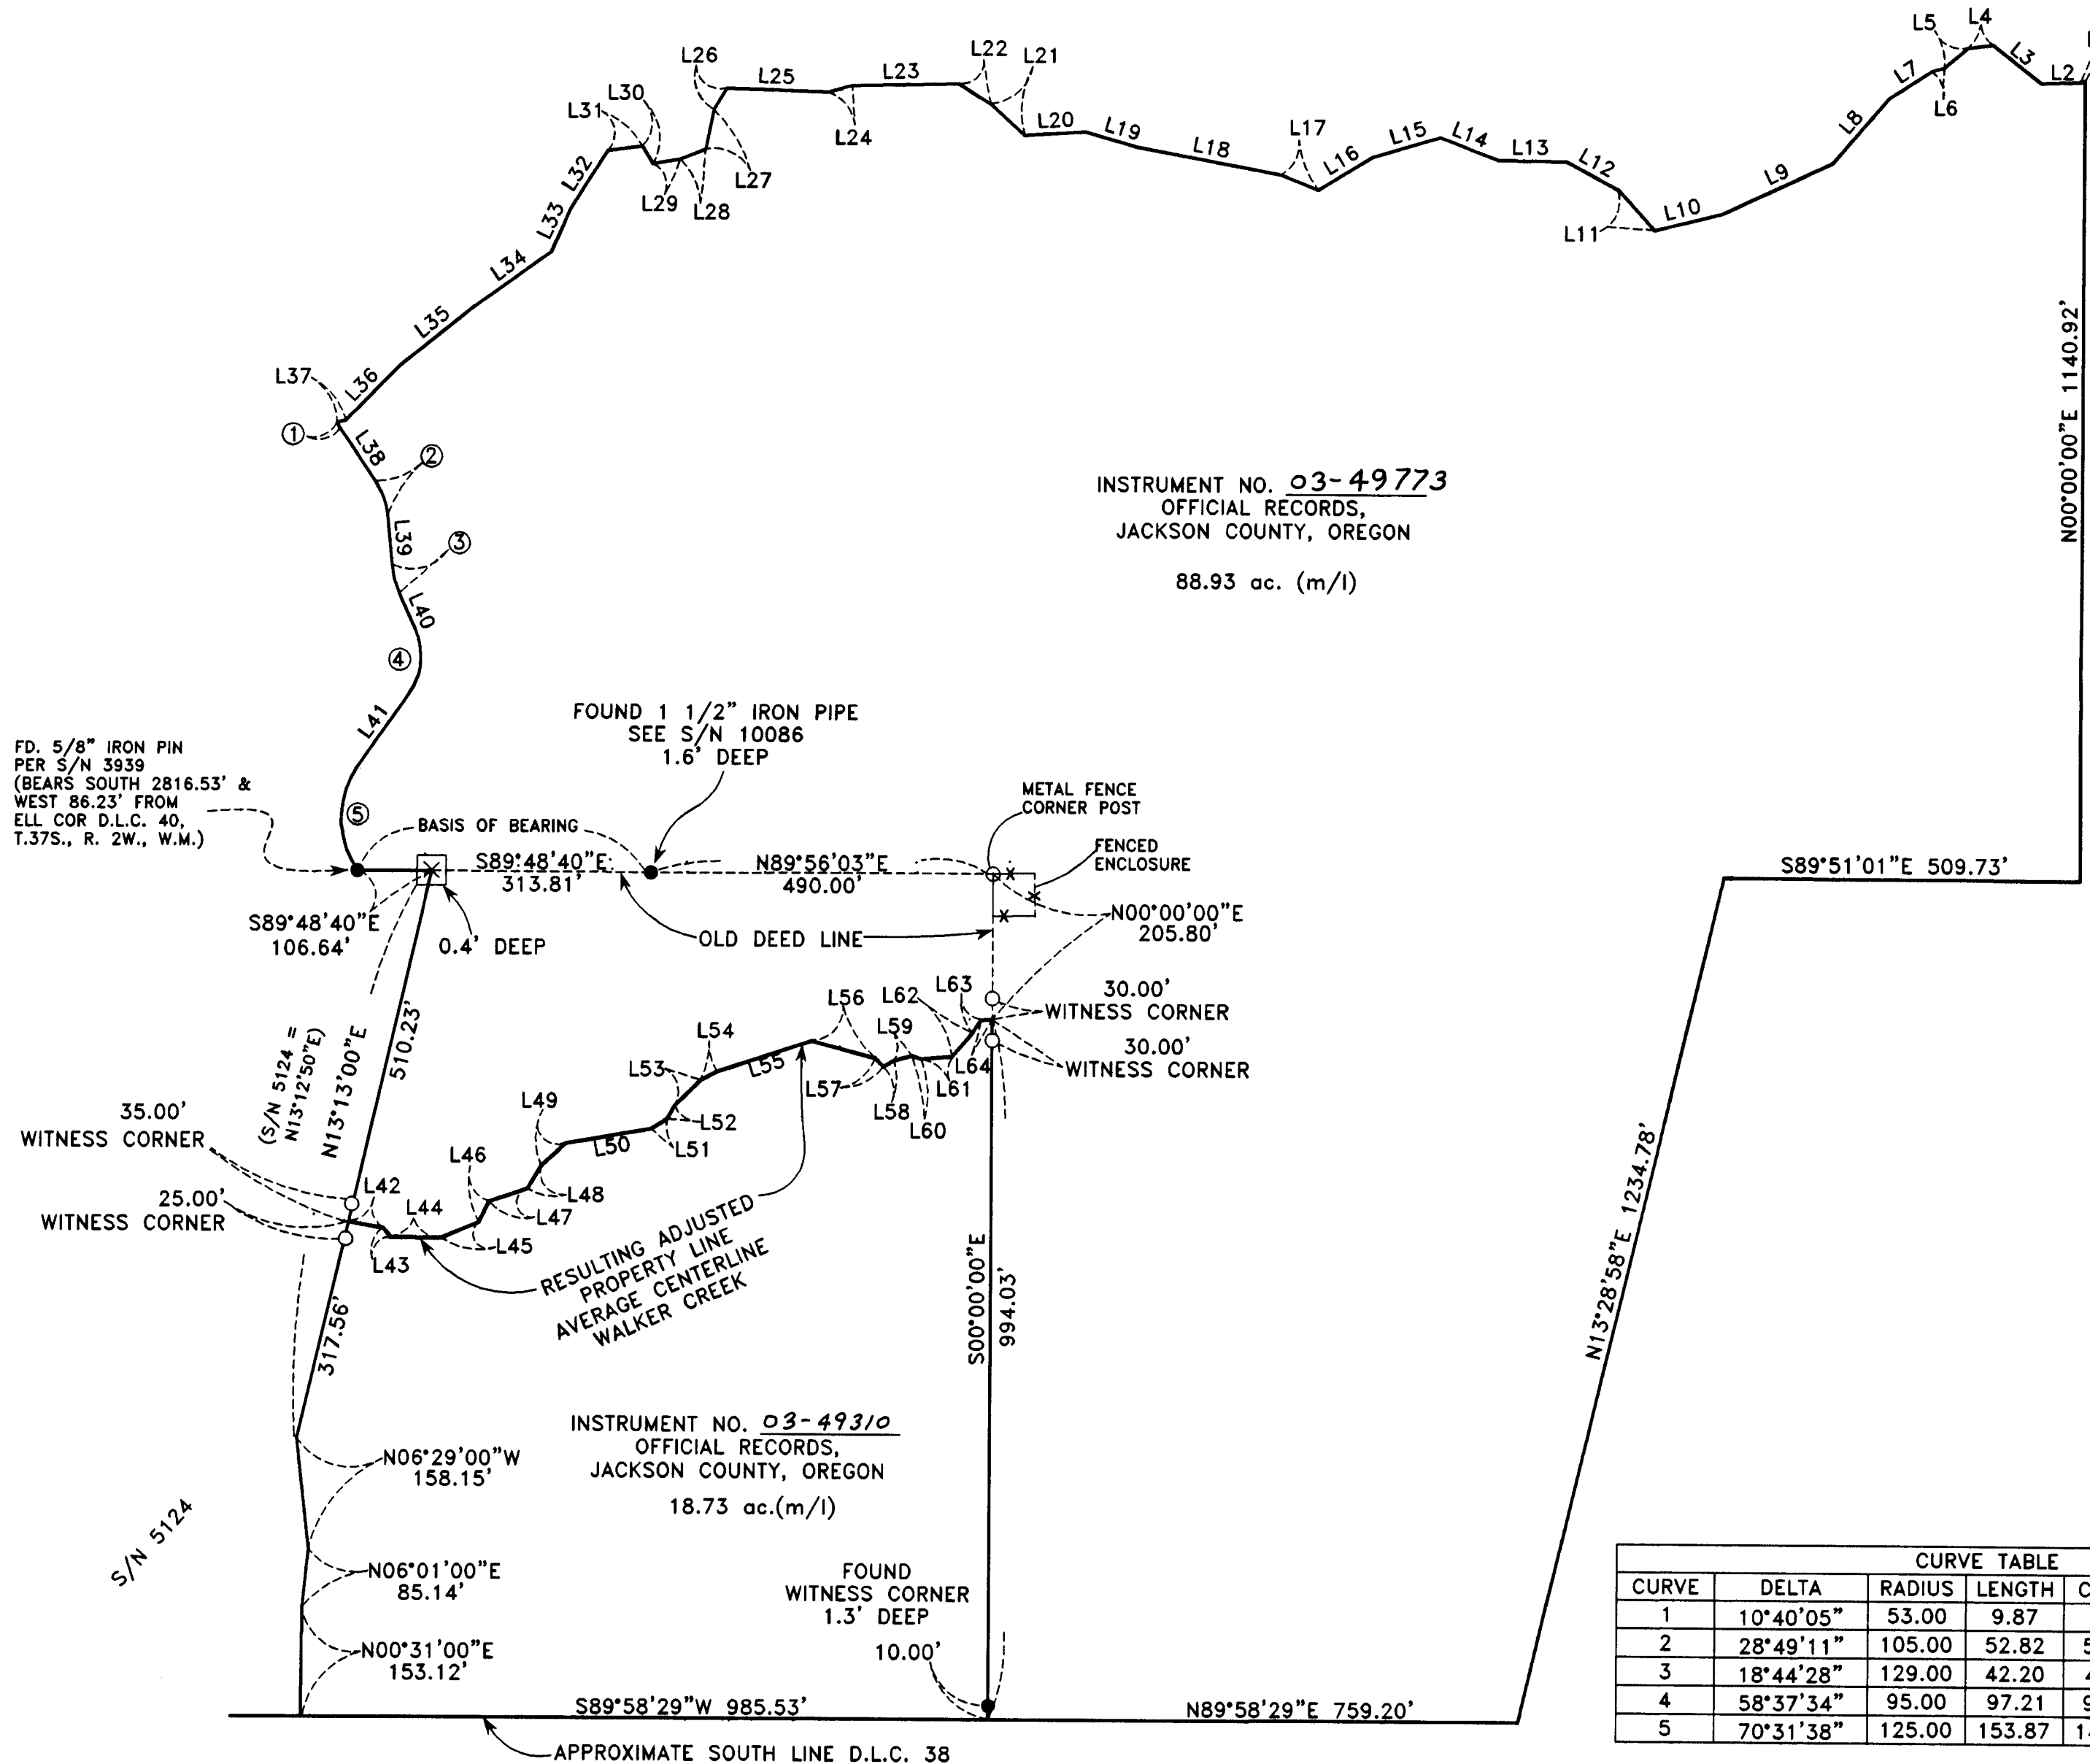 L5
L4
L3
L2
L7
L6
L8
L9
L26
L25
L23
L22
L21
L24
L20
L19
L18
L17
L16
L15
L14
L13
L12
L11
L10
L31
L30
L32
L29
L28
L27
L33
L34
L35
L37
L36
1
L38
2
L39
3
L40
4
L41
5
N00°00'00"E 1140.92'
INSTRUMENT NO. 03-49773
OFFICIAL RECORDS,
JACKSON COUNTY, OREGON
88.93 ac. (m/l)
FD. 5/8" IRON PIN
PER S/N 3939
(BEARS SOUTH 2816.53' &
WEST 86.23' FROM
ELL COR D.L.C. 40,
T.37S., R. 2W., W.M.)
FOUND 1 1/2" IRON PIPE
SEE S/N 10086
1.6' DEEP
METAL FENCE
CORNER POST
BASIS OF BEARING
FENCED
ENCLOSURE
S89°48'40"E
313.81'
N89°56'03"E
490.00'
S89°51'01"E 509.73'
S89°48'40"E
106.64'
0.4' DEEP
OLD DEED LINE
N00°00'00"E
205.80'
30.00'
WITNESS CORNER
30.00'
WITNESS CORNER
(S/N 5124 =
N13°12'50"E)
N13°13'00"E
510.23'
35.00'
WITNESS CORNER
25.00'
WITNESS CORNER
L42
L43
L44
L45
L46
L47
L48
L49
L50
L51
L52
L53
L54
L55
L56
L57
L58
L59
L60
L61
L62
L63
L64
RESULTING ADJUSTED
PROPERTY LINE
AVERAGE CENTERLINE
WALKER CREEK
317.56'
S00°00'00"E
994.03'
N13°28'58"E 1234.78'
INSTRUMENT NO. 03-49310
OFFICIAL RECORDS,
JACKSON COUNTY, OREGON
18.73 ac.(m/l)
N06°29'00"W
158.15'
S/N 5124
N06°01'00"E
85.14'
N00°31'00"E
153.12'
FOUND
WITNESS CORNER
1.3' DEEP
10.00'
S89°58'29"W 985.53'
N89°58'29"E 759.20'
APPROXIMATE SOUTH LINE D.L.C. 38
CURVE TABLE
CURVE DELTA RADIUS LENGTH
1 10°40'05" 53.00 9.87
2 28°49'11" 105.00 52.82
3 18°44'28" 129.00 42.20
4 58°37'34" 95.00 97.21
5 70°31'38" 125.00 153.87